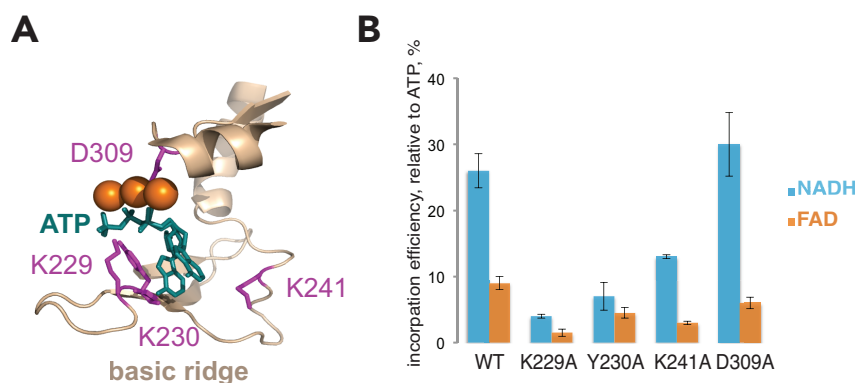 A
D309
ATP
K229
K241
K230
basic ridge
B
incorpation efficiency, relative to ATP, %
40
30
20
10
0
WT K229A Y230A K241A D309A
NADH
FAD